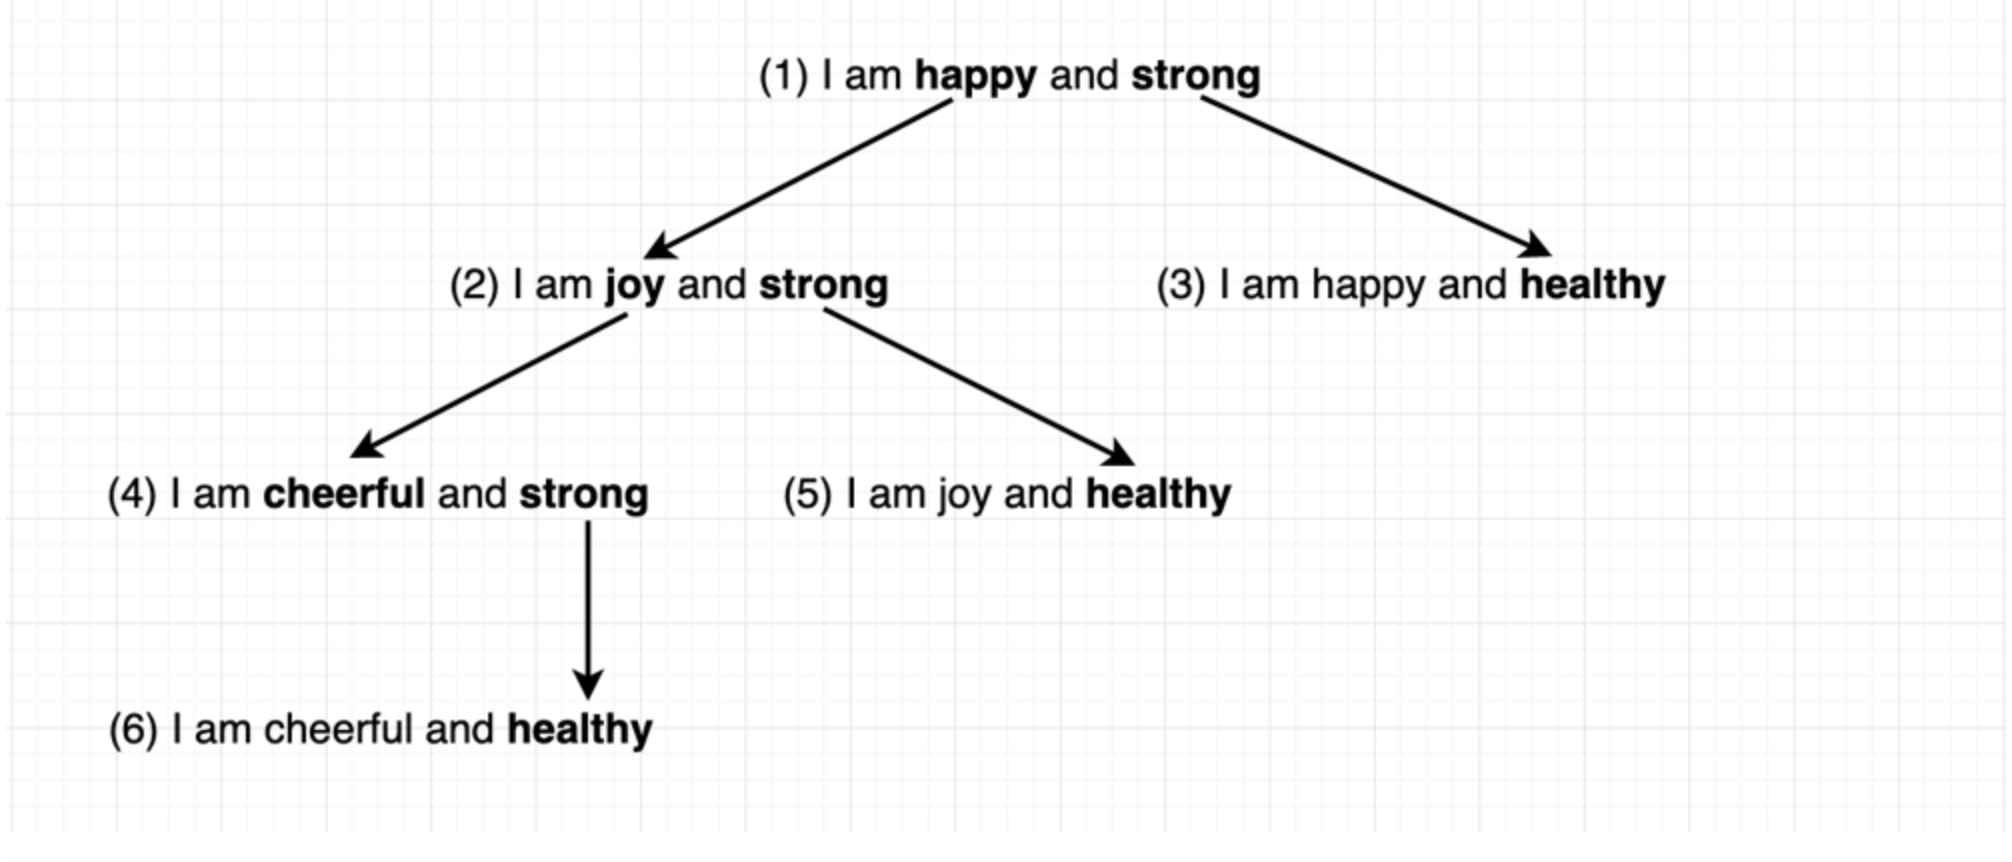 (1) I am happy and strong
(2) I am joy and strong
(3) I am happy and healthy
(4) I am cheerful and strong
(5) I am joy and healthy
(6) I am cheerful and healthy